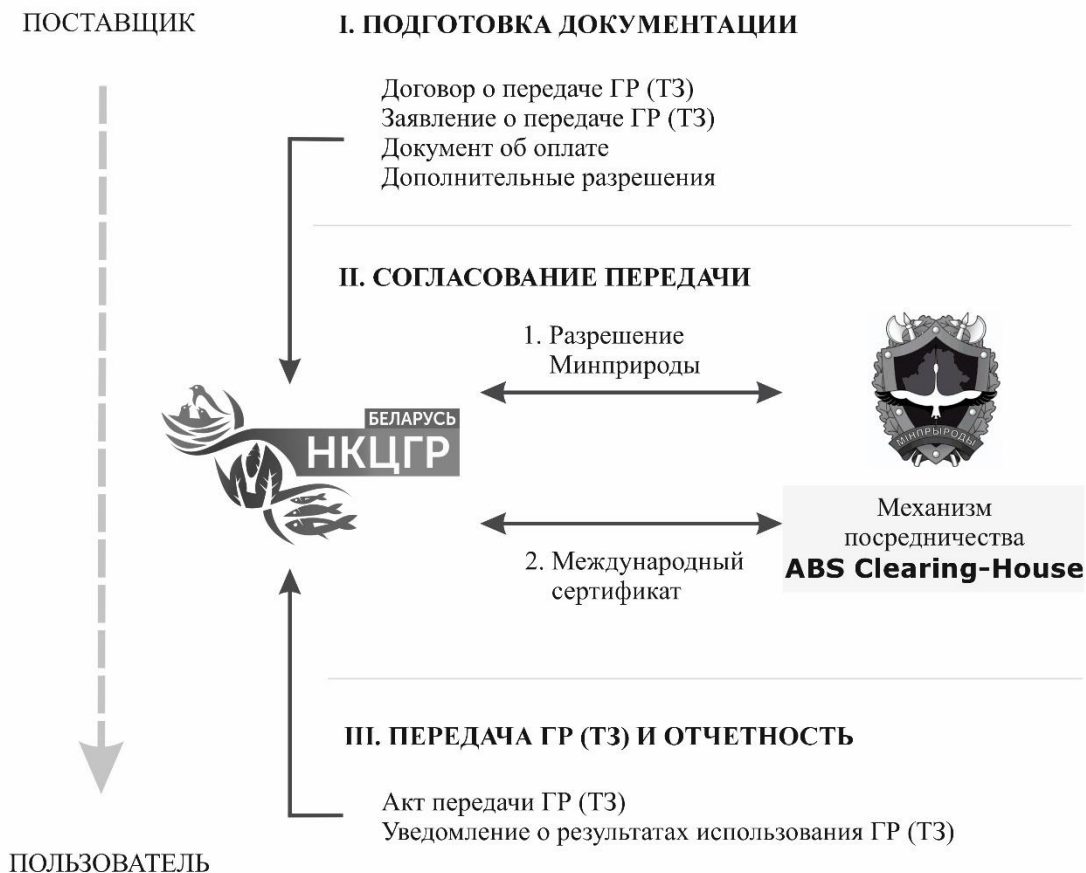 ПОСТАВЩИК
I. ПОДГОТОВКА ДОКУМЕНТАЦИИ
Договор о передаче ГР (ТЗ)
Заявление о передаче ГР (ТЗ)
Документ об оплате
Дополнительные разрешения
II. СОГЛАСОВАНИЕ ПЕРЕДАЧИ
1. Разрешение
Минприроды
МІНПРЫРОДЫ
БЕЛАРУСЬ
НКЦГР
Механизм
посредничества
ABS Clearing-House
2. Международный
сертификат
III. ПЕРЕДАЧА ГР (ТЗ) И ОТЧЕТНОСТЬ
Акт передачи ГР (ТЗ)
Уведомление о результатах использования ГР (ТЗ)
ПОЛЬЗОВАТЕЛЬ